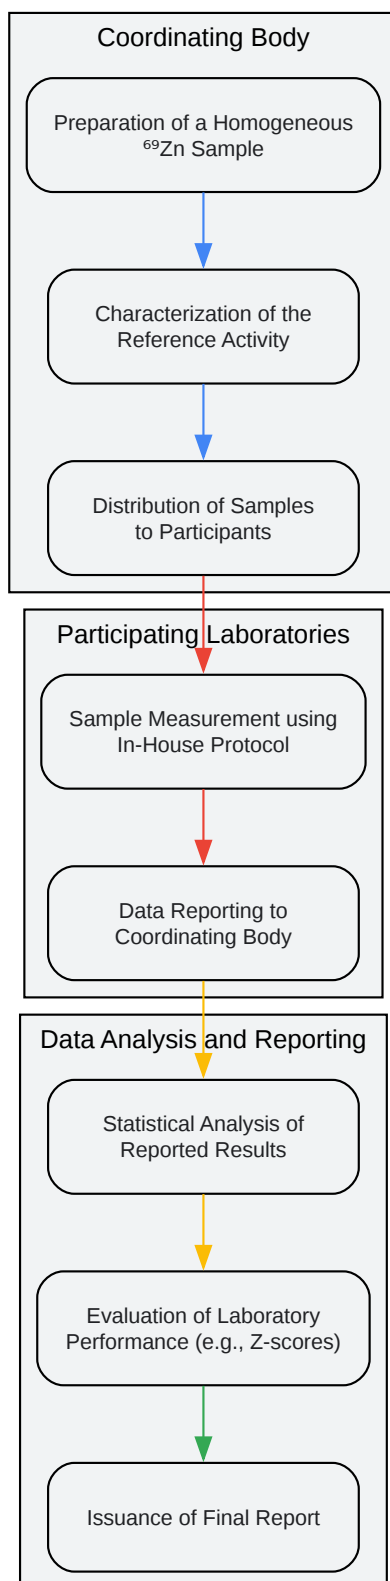 Coordinating Body
Preparation of a Homogeneous
⁶⁹Zn Sample
Characterization of the
Reference Activity
Distribution of Samples
to Participants
Participating Laboratories
Sample Measurement using
In-House Protocol
Data Reporting to
Coordinating Body
Data Analysis and Reporting
Statistical Analysis of
Reported Results
Evaluation of Laboratory
Performance (e.g., Z-scores)
Issuance of Final Report